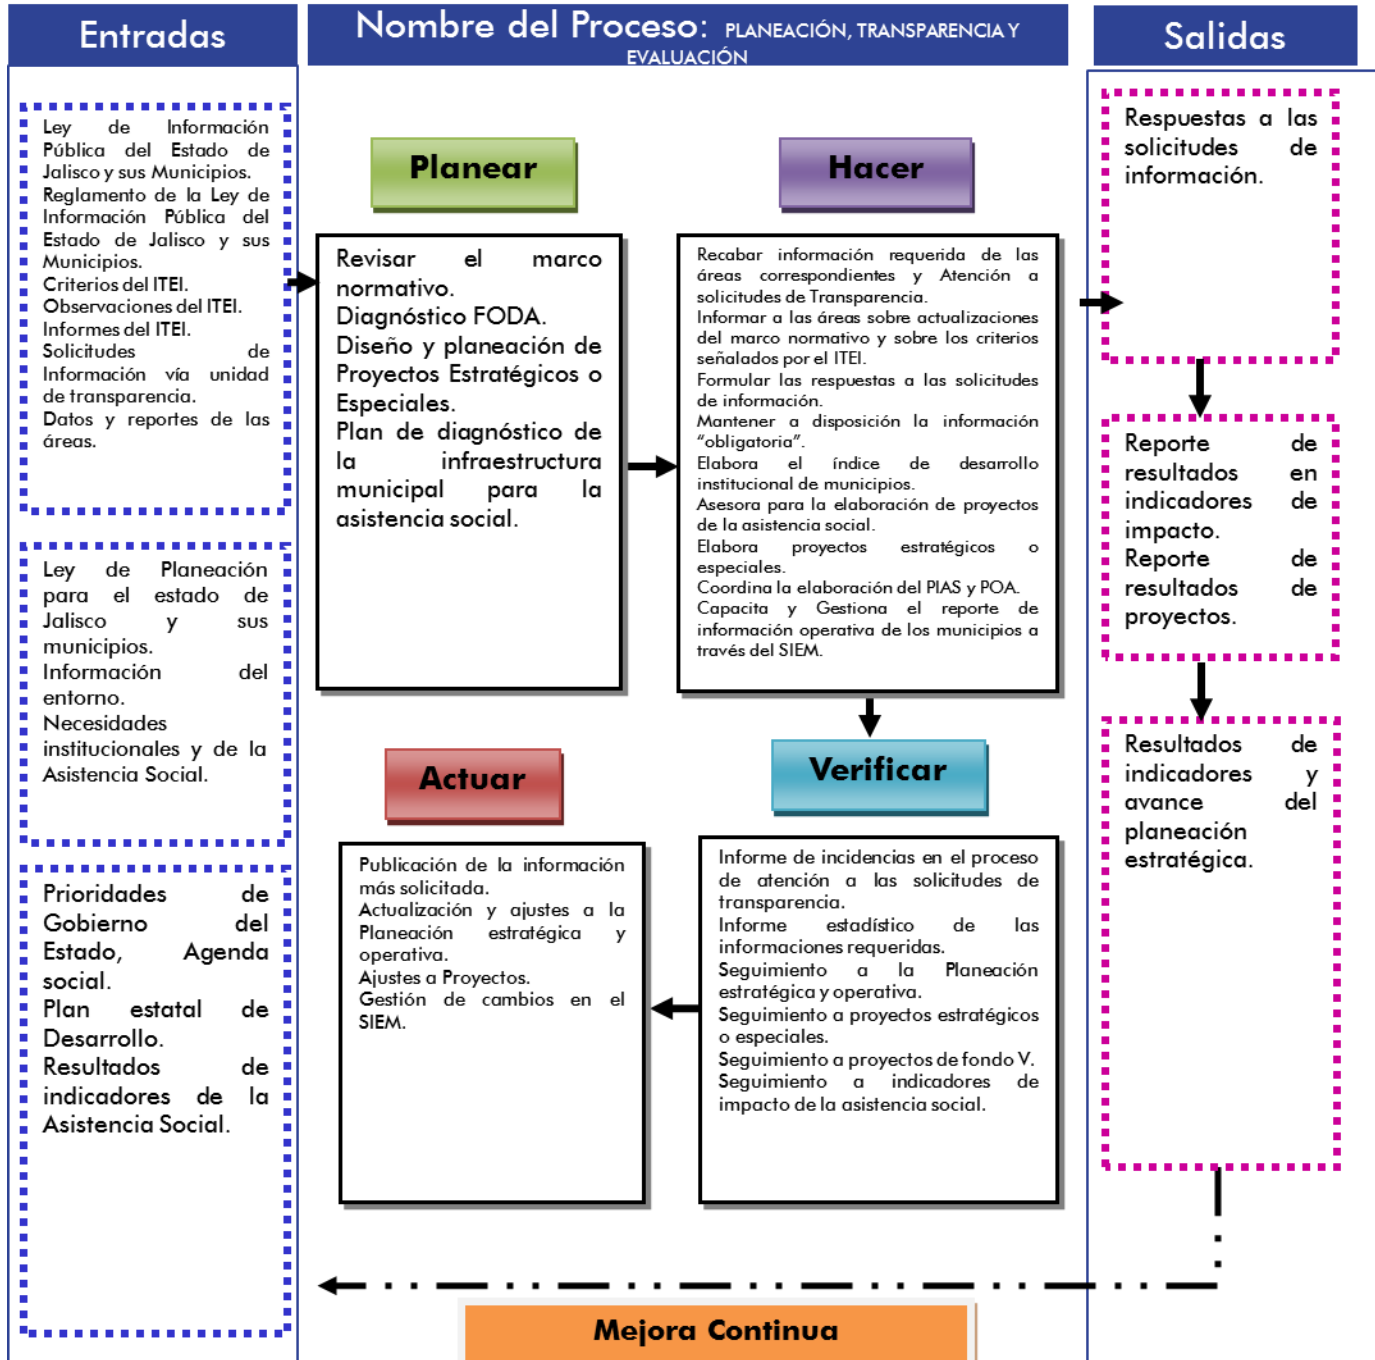 Entradas
Ley de Información
Pública del Estado de
Jalisco y sus Municipios.
Reglamento de la Ley de
Información Pública del
Estado de Jalisco y sus
Municipios.
Criterios del ITEI.
Observaciones del ITEI.
Informes del ITEI.
Solicitudes de
Información vía unidad
de transparencia.
Datos y reportes de las
áreas.
Ley de Planeación
para el estado de
Jalisco y sus
municipios.
Información del
entorno.
Necesidades
institucionales y de la
Asistencia Social.
Prioridades de
Gobierno del
Estado, Agenda
social.
Plan estatal de
Desarrollo.
Resultados de
indicadores de la
Asistencia Social.
Nombre del Proceso: PLANEACIÓN, TRANSPARENCIA Y
EVALUACIÓN
Planear
Revisar el marco
normativo.
Diagnóstico FODA.
Diseño y planeación de
Proyectos Estratégicos o
Especiales.
Plan de diagnóstico de
la infraestructura
municipal para la
asistencia social.
Hacer
Recabar información requerida de las
áreas correspondientes y Atención a
solicitudes de Transparencia.
Informar a las áreas sobre actualizaciones
del marco normativo y sobre los criterios
señalados por el ITEI.
Formular las respuestas a las solicitudes
de información.
Mantener a disposición la información
“obligatoria”.
Elabora el índice de desarrollo
institucional de municipios.
Asesora para la elaboración de proyectos
de la asistencia social.
Elabora proyectos estratégicos o
especiales.
Coordina la elaboración del PIAS y POA.
Capacita y Gestiona el reporte de
información operativa de los municipios a
través del SIEM.
Actuar
Publicación de la información
más solicitada.
Actualización y ajustes a la
Planeación estratégica y
operativa.
Ajustes a Proyectos.
Gestión de cambios en el
SIEM.
Verificar
Informe de incidencias en el proceso
de atención a las solicitudes de
transparencia.
Informe estadístico de las
informaciones requeridas.
Seguimiento a la Planeación
estratégica y operativa.
Seguimiento a proyectos estratégicos
o especiales.
Seguimiento a proyectos de fondo V.
Seguimiento a indicadores de
impacto de la asistencia social.
Salidas
Respuestas a las
solicitudes de
información.
Reporte de
resultados en
indicadores de
impacto.
Reporte de
resultados de
proyectos.
Resultados de
indicadores y
avance del
planeación
estratégica.
Mejora Continua